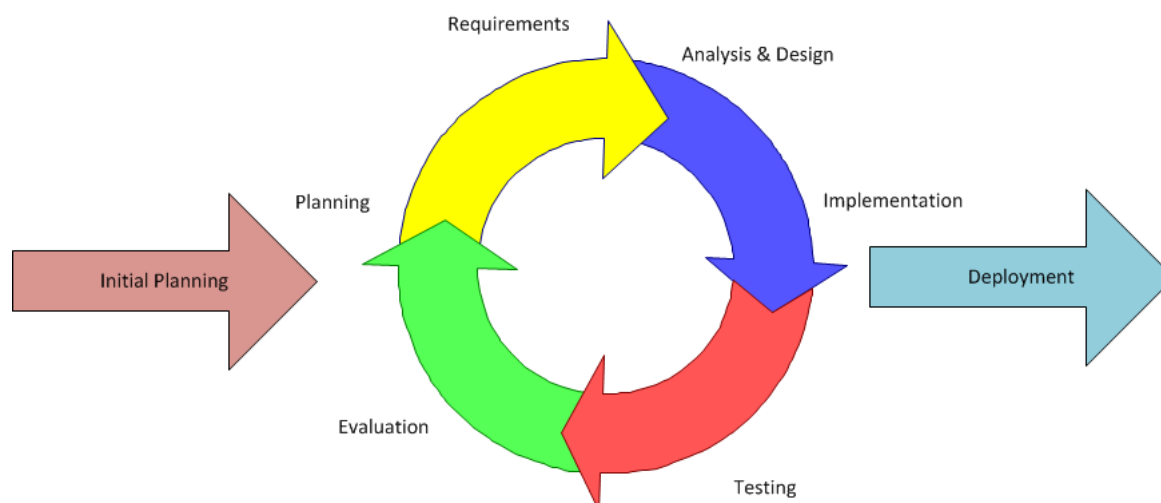 Requirements
Analysis & Design
Planning
Implementation
Initial Planning
Deployment
Evaluation
Testing